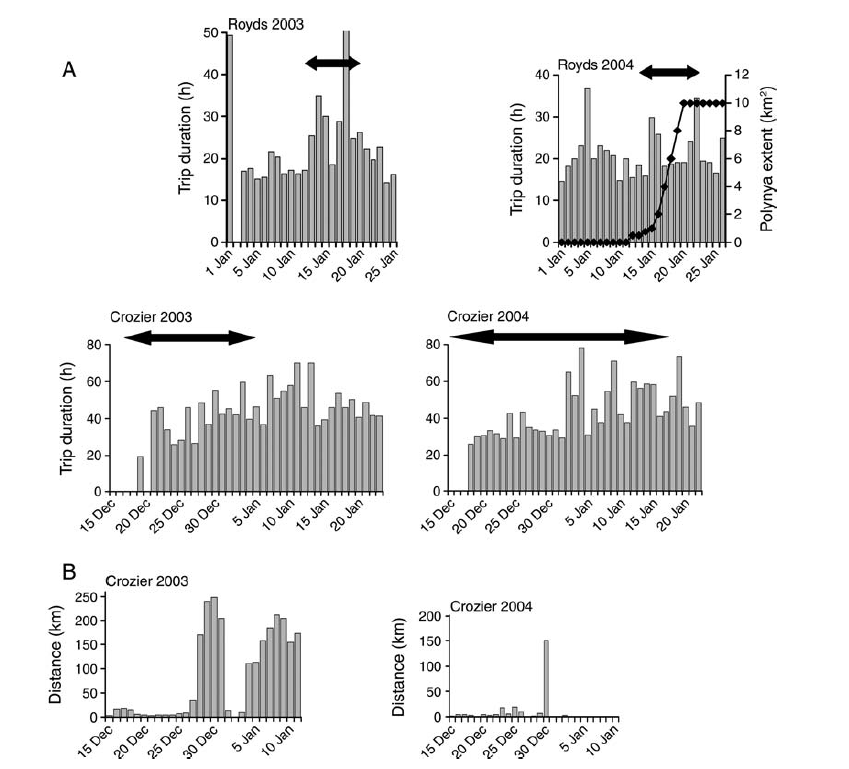 A
Royds 2003
Trip duration (h)
50
40
30
20
10
0
1 Jan
5 Jan
10 Jan
15 Jan
20 Jan
25 Jan
Royds 2004
Trip duration (h)
40
30
20
10
0
12
10
8
6
4
2
0
Polynya extent (km²)
1 Jan
5 Jan
10 Jan
15 Jan
20 Jan
25 Jan
Crozier 2003
Trip duration (h)
80
60
40
20
0
15 Dec
20 Dec
25 Dec
30 Dec
5 Jan
10 Jan
15 Jan
20 Jan
Crozier 2004
80
60
40
20
0
15 Dec
20 Dec
25 Dec
30 Dec
5 Jan
10 Jan
15 Jan
20 Jan
B
Crozier 2003
Distance (km)
250
200
150
100
50
0
15 Dec
20 Dec
25 Dec
30 Dec
5 Jan
10 Jan
Crozier 2004
Distance (km)
200
150
100
50
0
15 Dec
20 Dec
25 Dec
30 Dec
5 Jan
10 Jan